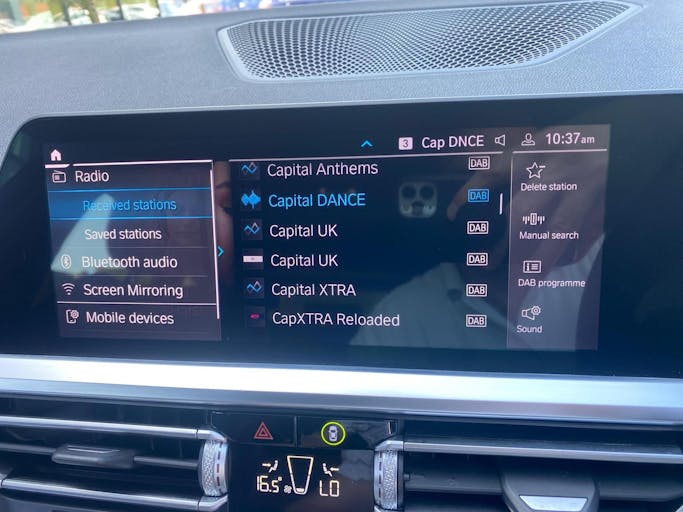 3 Cap DNCE 10:37am
Radio
Received stations
Saved stations
Bluetooth audio
Screen Mirroring
Mobile devices
Capital Anthems DAB
Capital DANCE DAB
Capital UK DAB
Capital UK DAB
Capital XTRA DAB
CapXTRA Reloaded DAB
Delete station
Manual search
DAB programme
Sound
16.5° LO